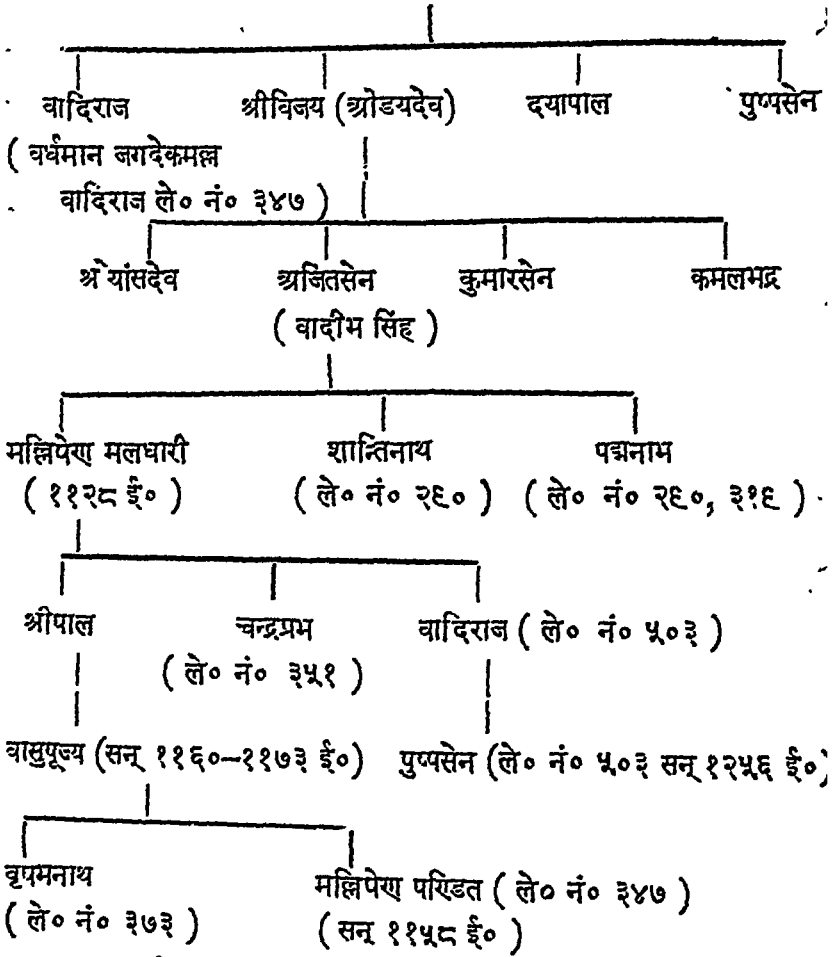 वादिराज श्रीविजय (ओडयदेव) दयापाल पुष्पसेन
( वर्धमान जगदेकमल्ल
वादिराज ले० नं० ३४७ )
श्रेयांसदेव अजितसेन कुमारसेन कमलभद्र
( वादीभ सिंह )
मल्लिषेण मलधारी शान्तिनाथ पद्मनाभ
( ११२८ ई० ) ( ले० नं० २९० ) ( ले० नं० २९०, ३१९ )
श्रीपाल चन्द्रप्रभ वादिराज ( ले० नं० ५०३ )
( ले० नं० ३५१ )
वासुपूज्य (सन् ११६०–११७३ ई०) पुष्पसेन (ले० नं० ५०३ सन् १२५६ ई०)
वृषभनाथ मल्लिषेण पण्डित ( ले० नं० ३४७ )
( ले० नं० ३७३ ) ( सन् ११५८ ई० )